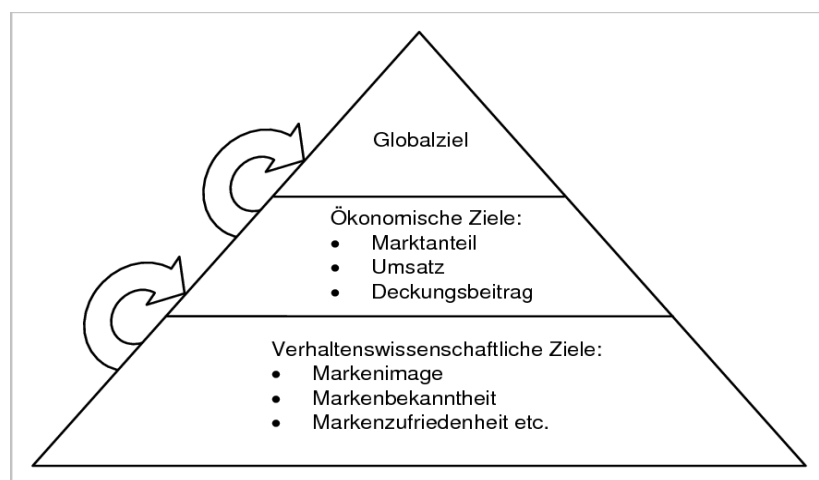 Globalziel
Ökonomische Ziele:
• Marktanteil
• Umsatz
• Deckungsbeitrag
Verhaltenswissenschaftliche Ziele:
• Markenimage
• Markenbekanntheit
• Markenzufriedenheit etc.